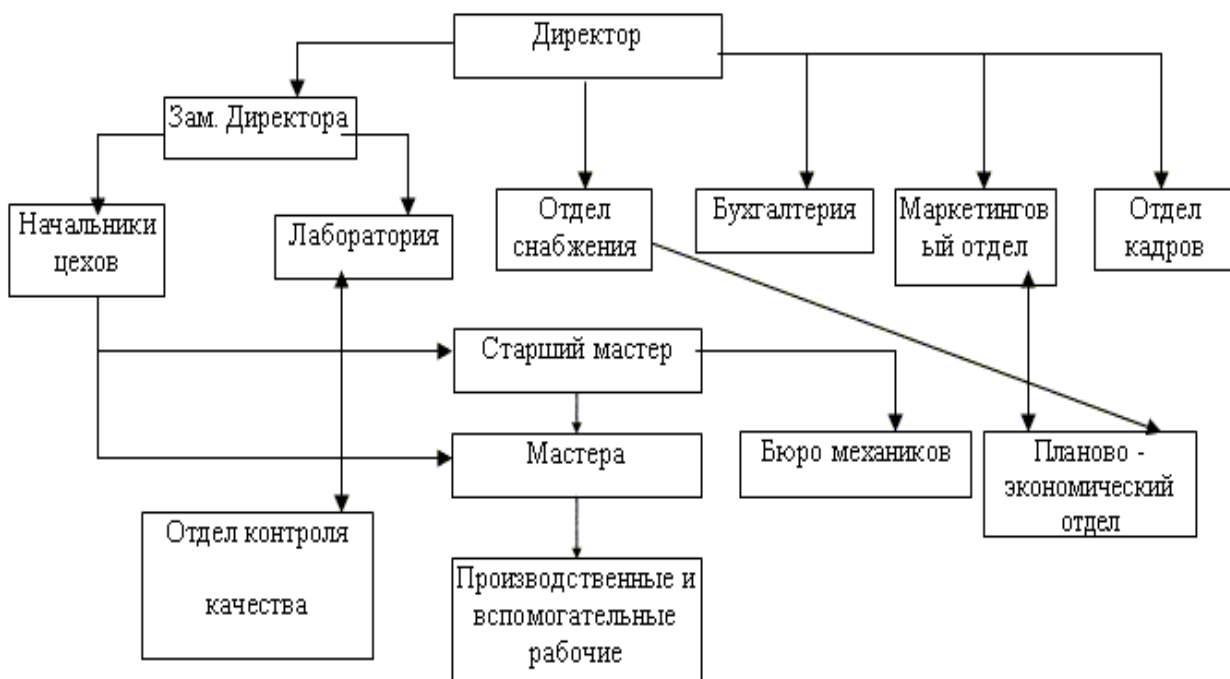 Директор
Зам. Директора
Начальники
цехов
Лаборатория
Отдел
снабжения
Бухгалтерия
Маркетингов
ый отдел
Отдел
кадров
Старший мастер
Мастера
Бюро механиков
Планово -
экономический
отдел
Отдел контроля
качества
Производственные и
вспомогательные
рабочие